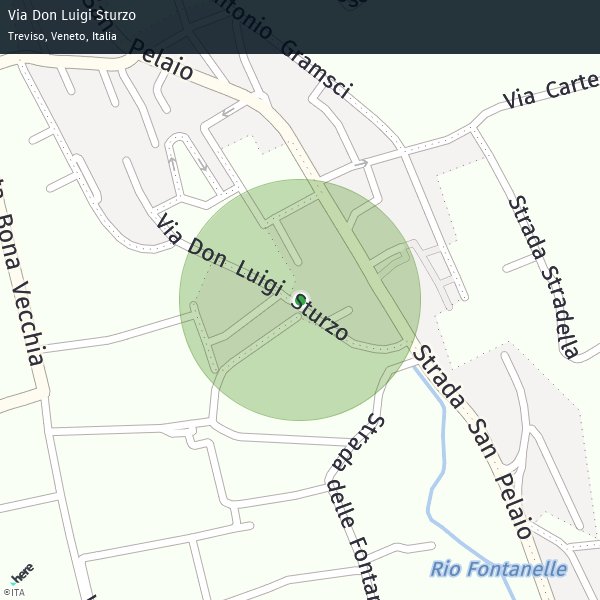 Via Don Luigi Sturzo
Treviso, Veneto, Italia
Pelaio
Antonio Gramsci
Via Carte
Bona Vecchia
Via Don Luigi Sturzo
Strada Stradella
Strada San Pelaio
Strada delle Fontan
Rio Fontanelle
here
©ITA